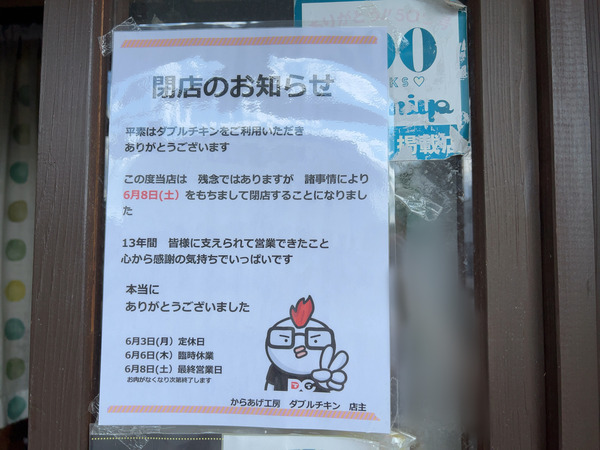 閉店のお知らせ
平素はダブルチキンをご利用いただき
ありがとうございます
この度当店は 残念ではありますが 諸事情により
6月8日(土）をもちまして閉店することになりまし
た
13年間 皆様に支えられて営業できたこと
心から感謝の気持ちでいっぱいです
本当に
ありがとうございました
6月3日(月）定休日
6月6日(木）臨時休業
6月8日(土）最終営業日
お肉がなくなり次第終了します
からあげ工房 ダブルチキン 店主
掲載店